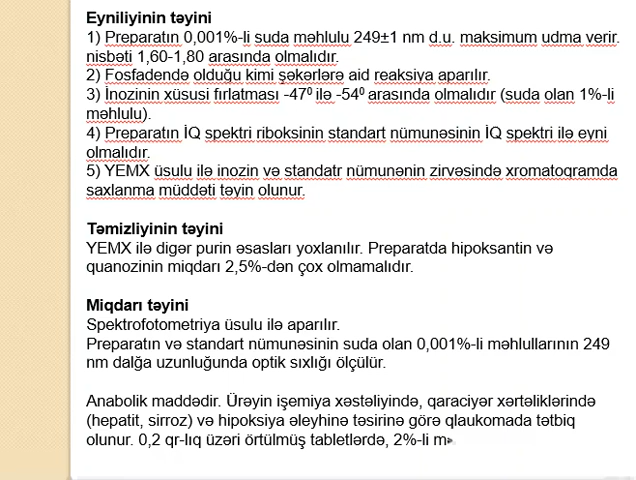 Eyniliyinin təyini
1) Preparatın 0,001%-li suda məhlulu 249±1 nm d.u. maksimum udma verir.
nisbəti 1,60-1,80 arasında olmalıdır.
2) Fosfadendə olduğu kimi şəkərlərə aid reaksiya aparılır.
3) İnozinin xüsusi fırlatması -47⁰ ilə -54⁰ arasında olmalıdır (suda olan 1%-li
məhlulu).
4) Preparatın İQ spektri riboksinin standart nümunəsinin İQ spektri ilə eyni
olmalıdır.
5) YEMX üsulu ilə inozin və standatr nümunənin zirvəsində xromatoqramda
saxlanma müddəti təyin olunur.
Təmizliyinin təyini
YEMX ilə digər purin əsasları yoxlanılır. Preparatda hipoksantin və
quanozinin miqdarı 2,5%-dən çox olmamalıdır.
Miqdarı təyini
Spektrofotometriya üsulu ilə aparılır.
Preparatın və standart nümunəsinin suda olan 0,001%-li məhlullarının 249
nm dalğa uzunluğunda optik sıxlığı ölçülür.
Anabolik maddədir. Ürəyin işemiya xəstəliyində, qaraciyər xərtəliklərində
(hepatit, sirroz) və hipoksiya əleyhinə təsirinə görə qlaukomada tətbiq
olunur. 0,2 qr-lıq üzəri örtülmüş tabletlərdə, 2%-li m